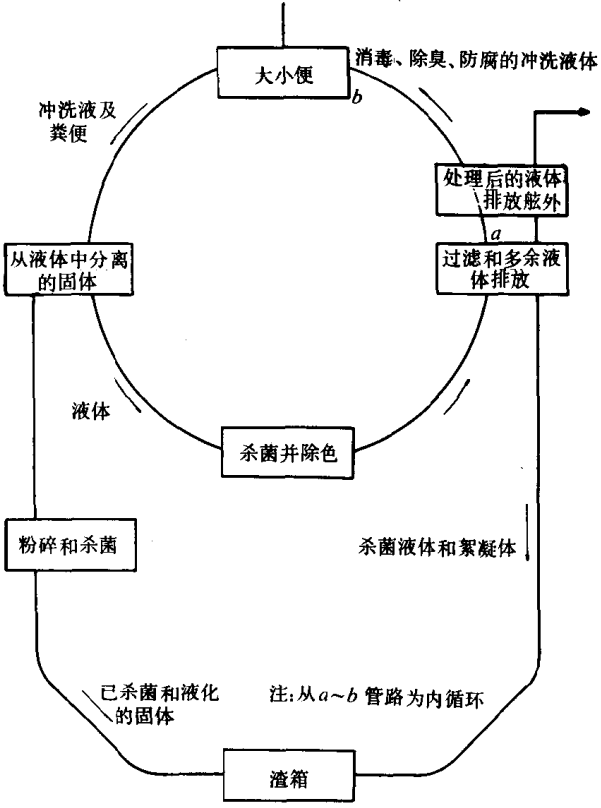 消毒、除臭、防腐的冲洗液体
大小便
b
冲洗液及
粪便
处理后的液体
排放舷外
a
从液体中分离
的固体
过滤和多余液
体排放
液体
杀菌并除色
粉碎和杀菌
杀菌液体和絮凝体
已杀菌和液化
的固体
注:从a~b管路为内循环
渣箱